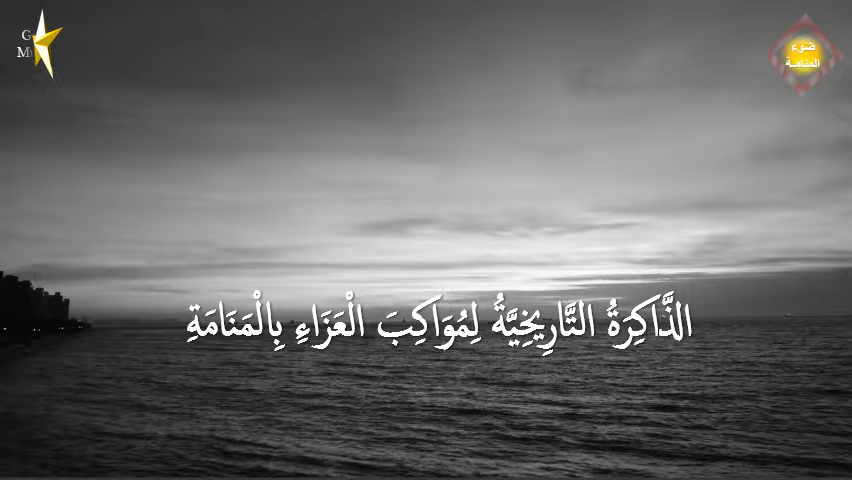 ضوء
المنامة
الذَّاكِرَةُ التَّارِيخِيَّةُ لِمُوَاكِبَ الْعَزَاءِ بِالْمَنَامَةِ